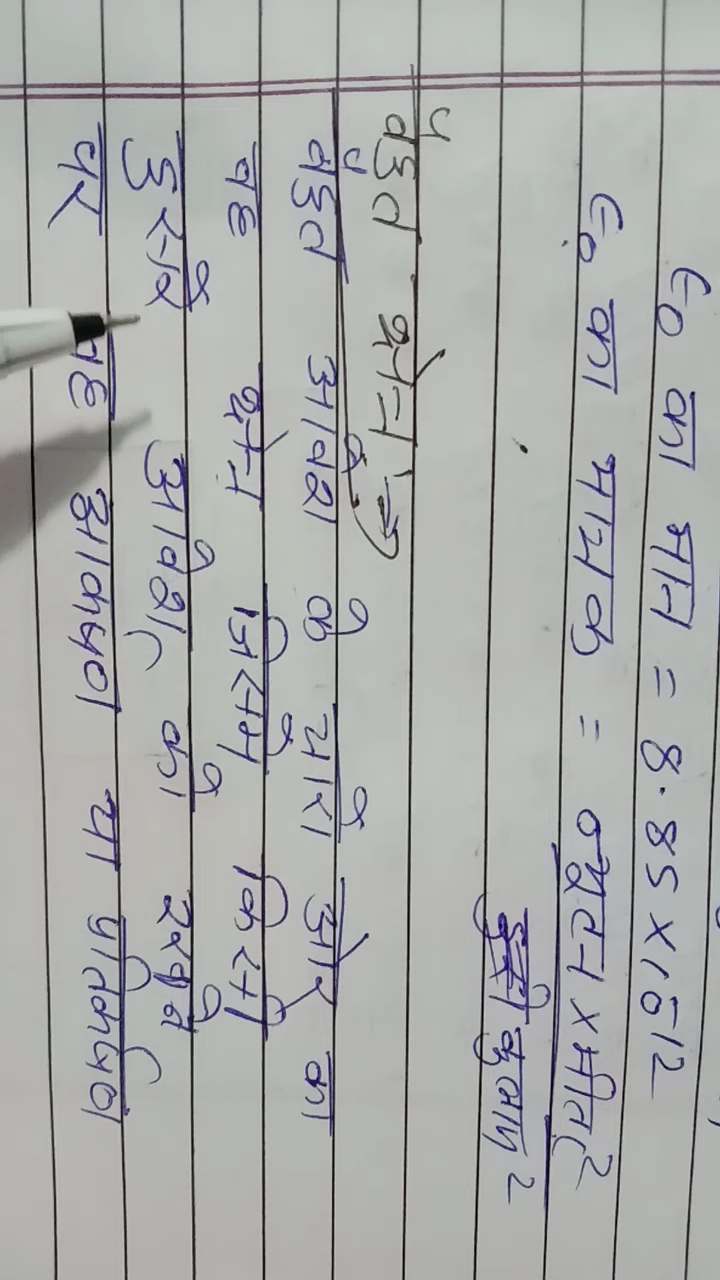 ϵ0 का मान = 8.85 × 10-12
ϵ0 का मात्रक = न्यूटन × मीटर2
कुलाम 2
वैद्युत क्षेत्र →
वैद्युत आवेश के चारो ओर का
वह क्षेत्र जिसमें किसी
दुसरे आवेश, को रखने
पर वह आकर्षण या प्रतिकर्षण